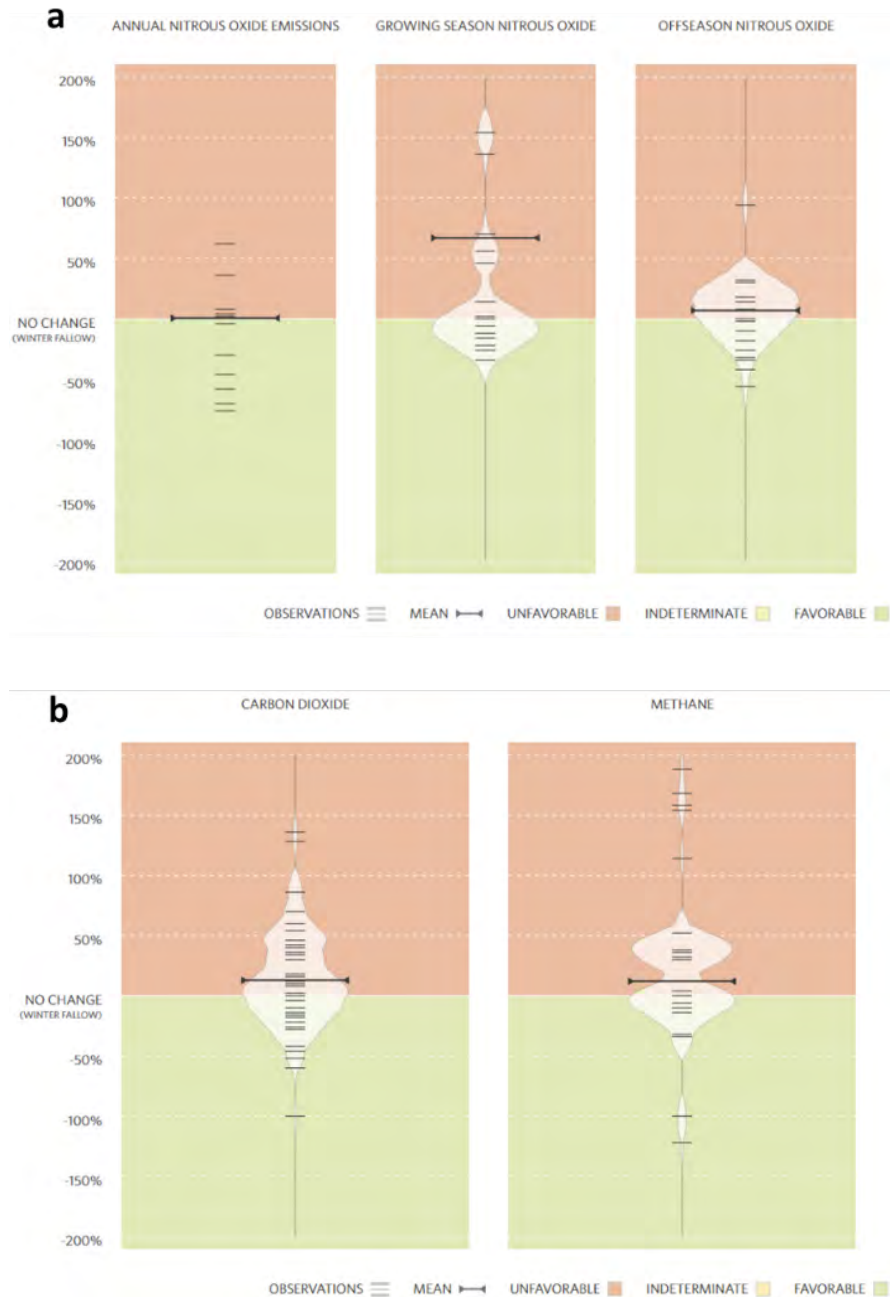 a
ANNUAL NITROUS OXIDE EMISSIONS GROWING SEASON NITROUS OXIDE OFFSEASON NITROUS OXIDE
200%
150%
100%
50%
NO CHANGE
(WINTER FALLOW)
-50%
-100%
-150%
-200%
OBSERVATIONS MEAN UNFAVORABLE INDETERMINATE FAVORABLE
b
CARBON DIOXIDE METHANE
200%
150%
100%
50%
NO CHANGE
(WINTER FALLOW)
-50%
-100%
-150%
-200%
OBSERVATIONS MEAN UNFAVORABLE INDETERMINATE FAVORABLE